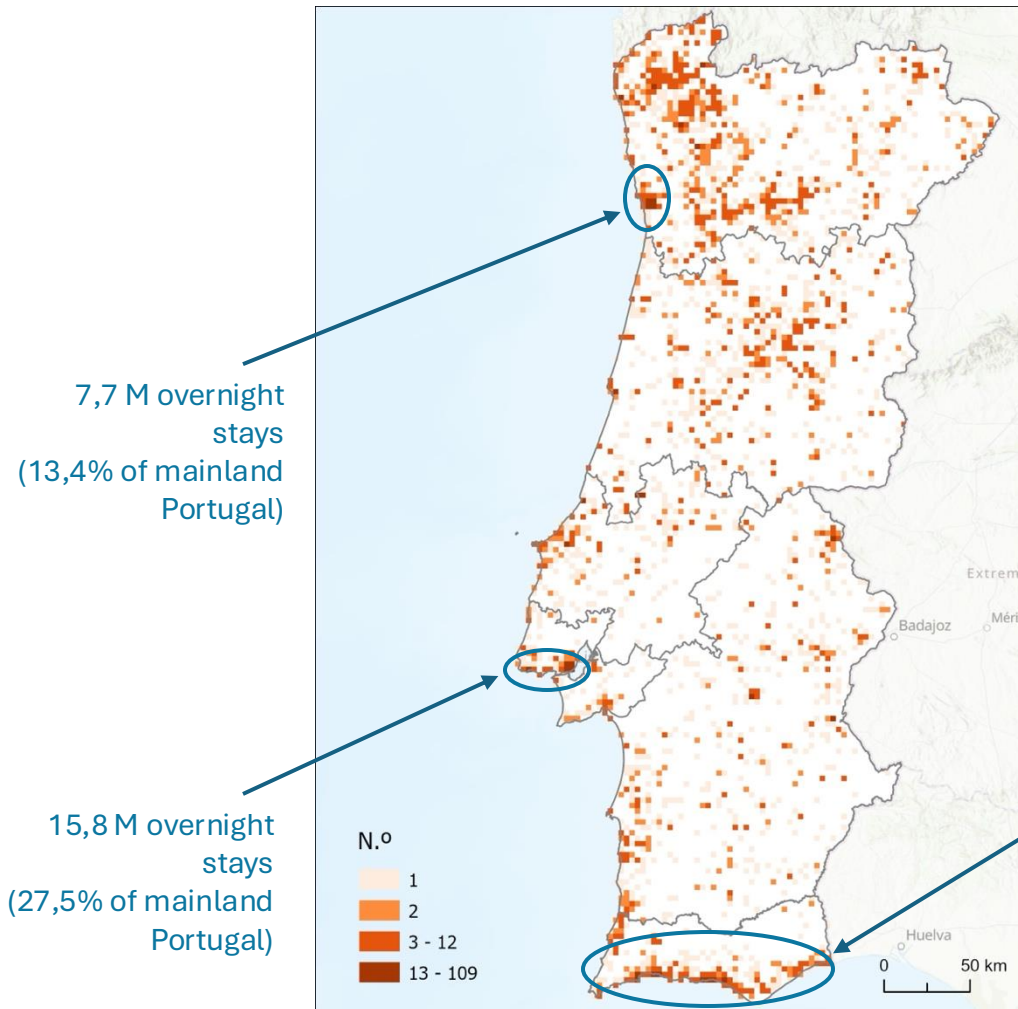 7,7 M overnight
stays
(13,4% of mainland
Portugal)
Extrem
Badajoz
Méri
15,8 M overnight
stays
(27,5% of mainland
Portugal)
N.º
1
2
3 - 12
13 - 109
Huelva
0 50 km